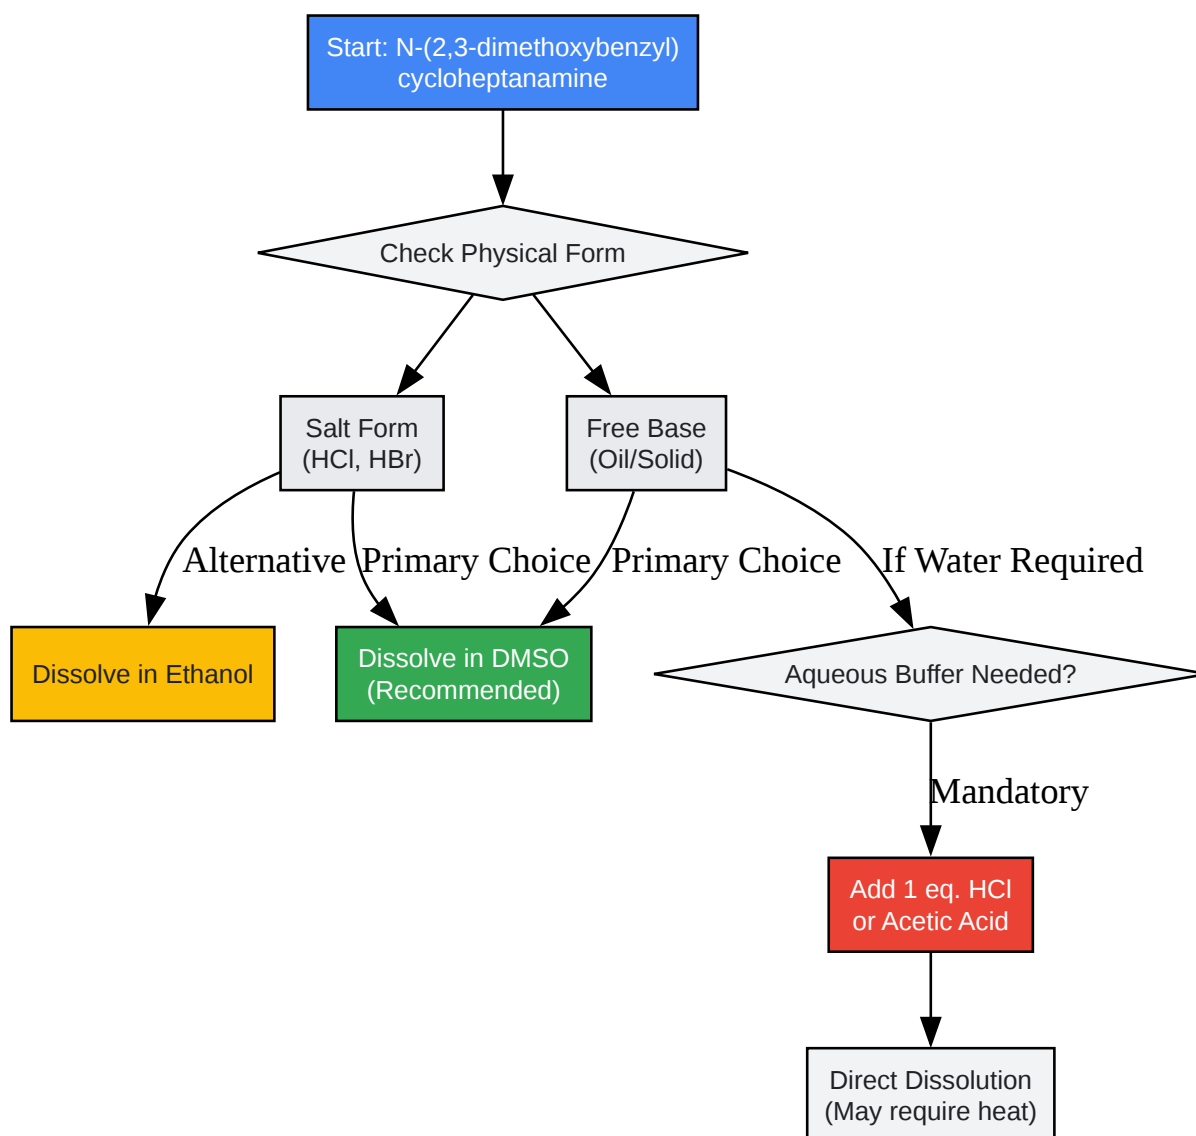 Start: N-(2,3-dimethoxybenzyl)
cycloheptanamine
Check Physical Form
Salt Form
(HCl, HBr)
Free Base
(Oil/Solid)
Alternative
Primary Choice
Primary Choice
If Water Required
Dissolve in Ethanol
Dissolve in DMSO
(Recommended)
Aqueous Buffer Needed?
Mandatory
Add 1 eq. HCl
or Acetic Acid
Direct Dissolution
(May require heat)